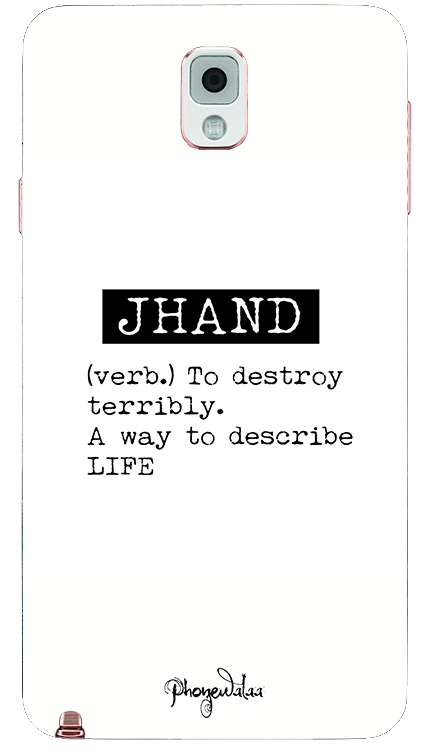 JHAND
(verb.) To destroy
terribly.
A way to describe
LIFE
Phonewalaa